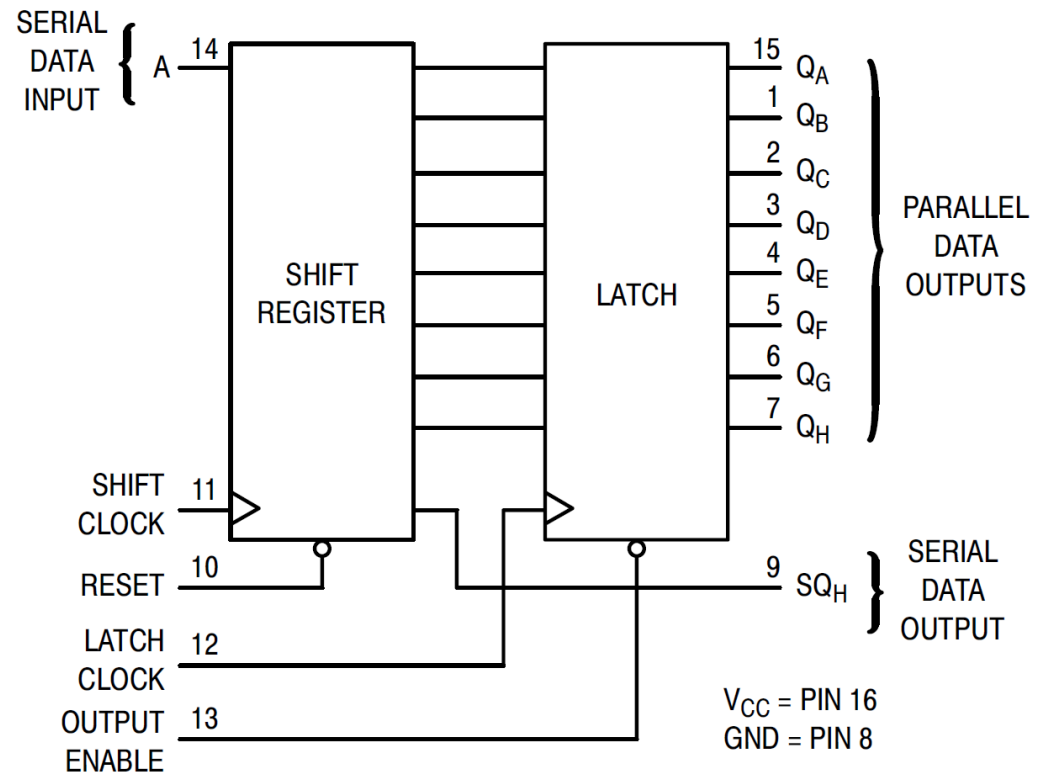 SERIAL
DATA
INPUT
A
14
SHIFT
REGISTER
LATCH
15 QA
1 QB
2 QC
3 QD
4 QE
5 QF
6 QG
7 QH
PARALLEL
DATA
OUTPUTS
SHIFT
CLOCK
11
RESET
10
LATCH
CLOCK
12
OUTPUT
ENABLE
13
9 SQH
SERIAL
DATA
OUTPUT
VCC = PIN 16
GND = PIN 8